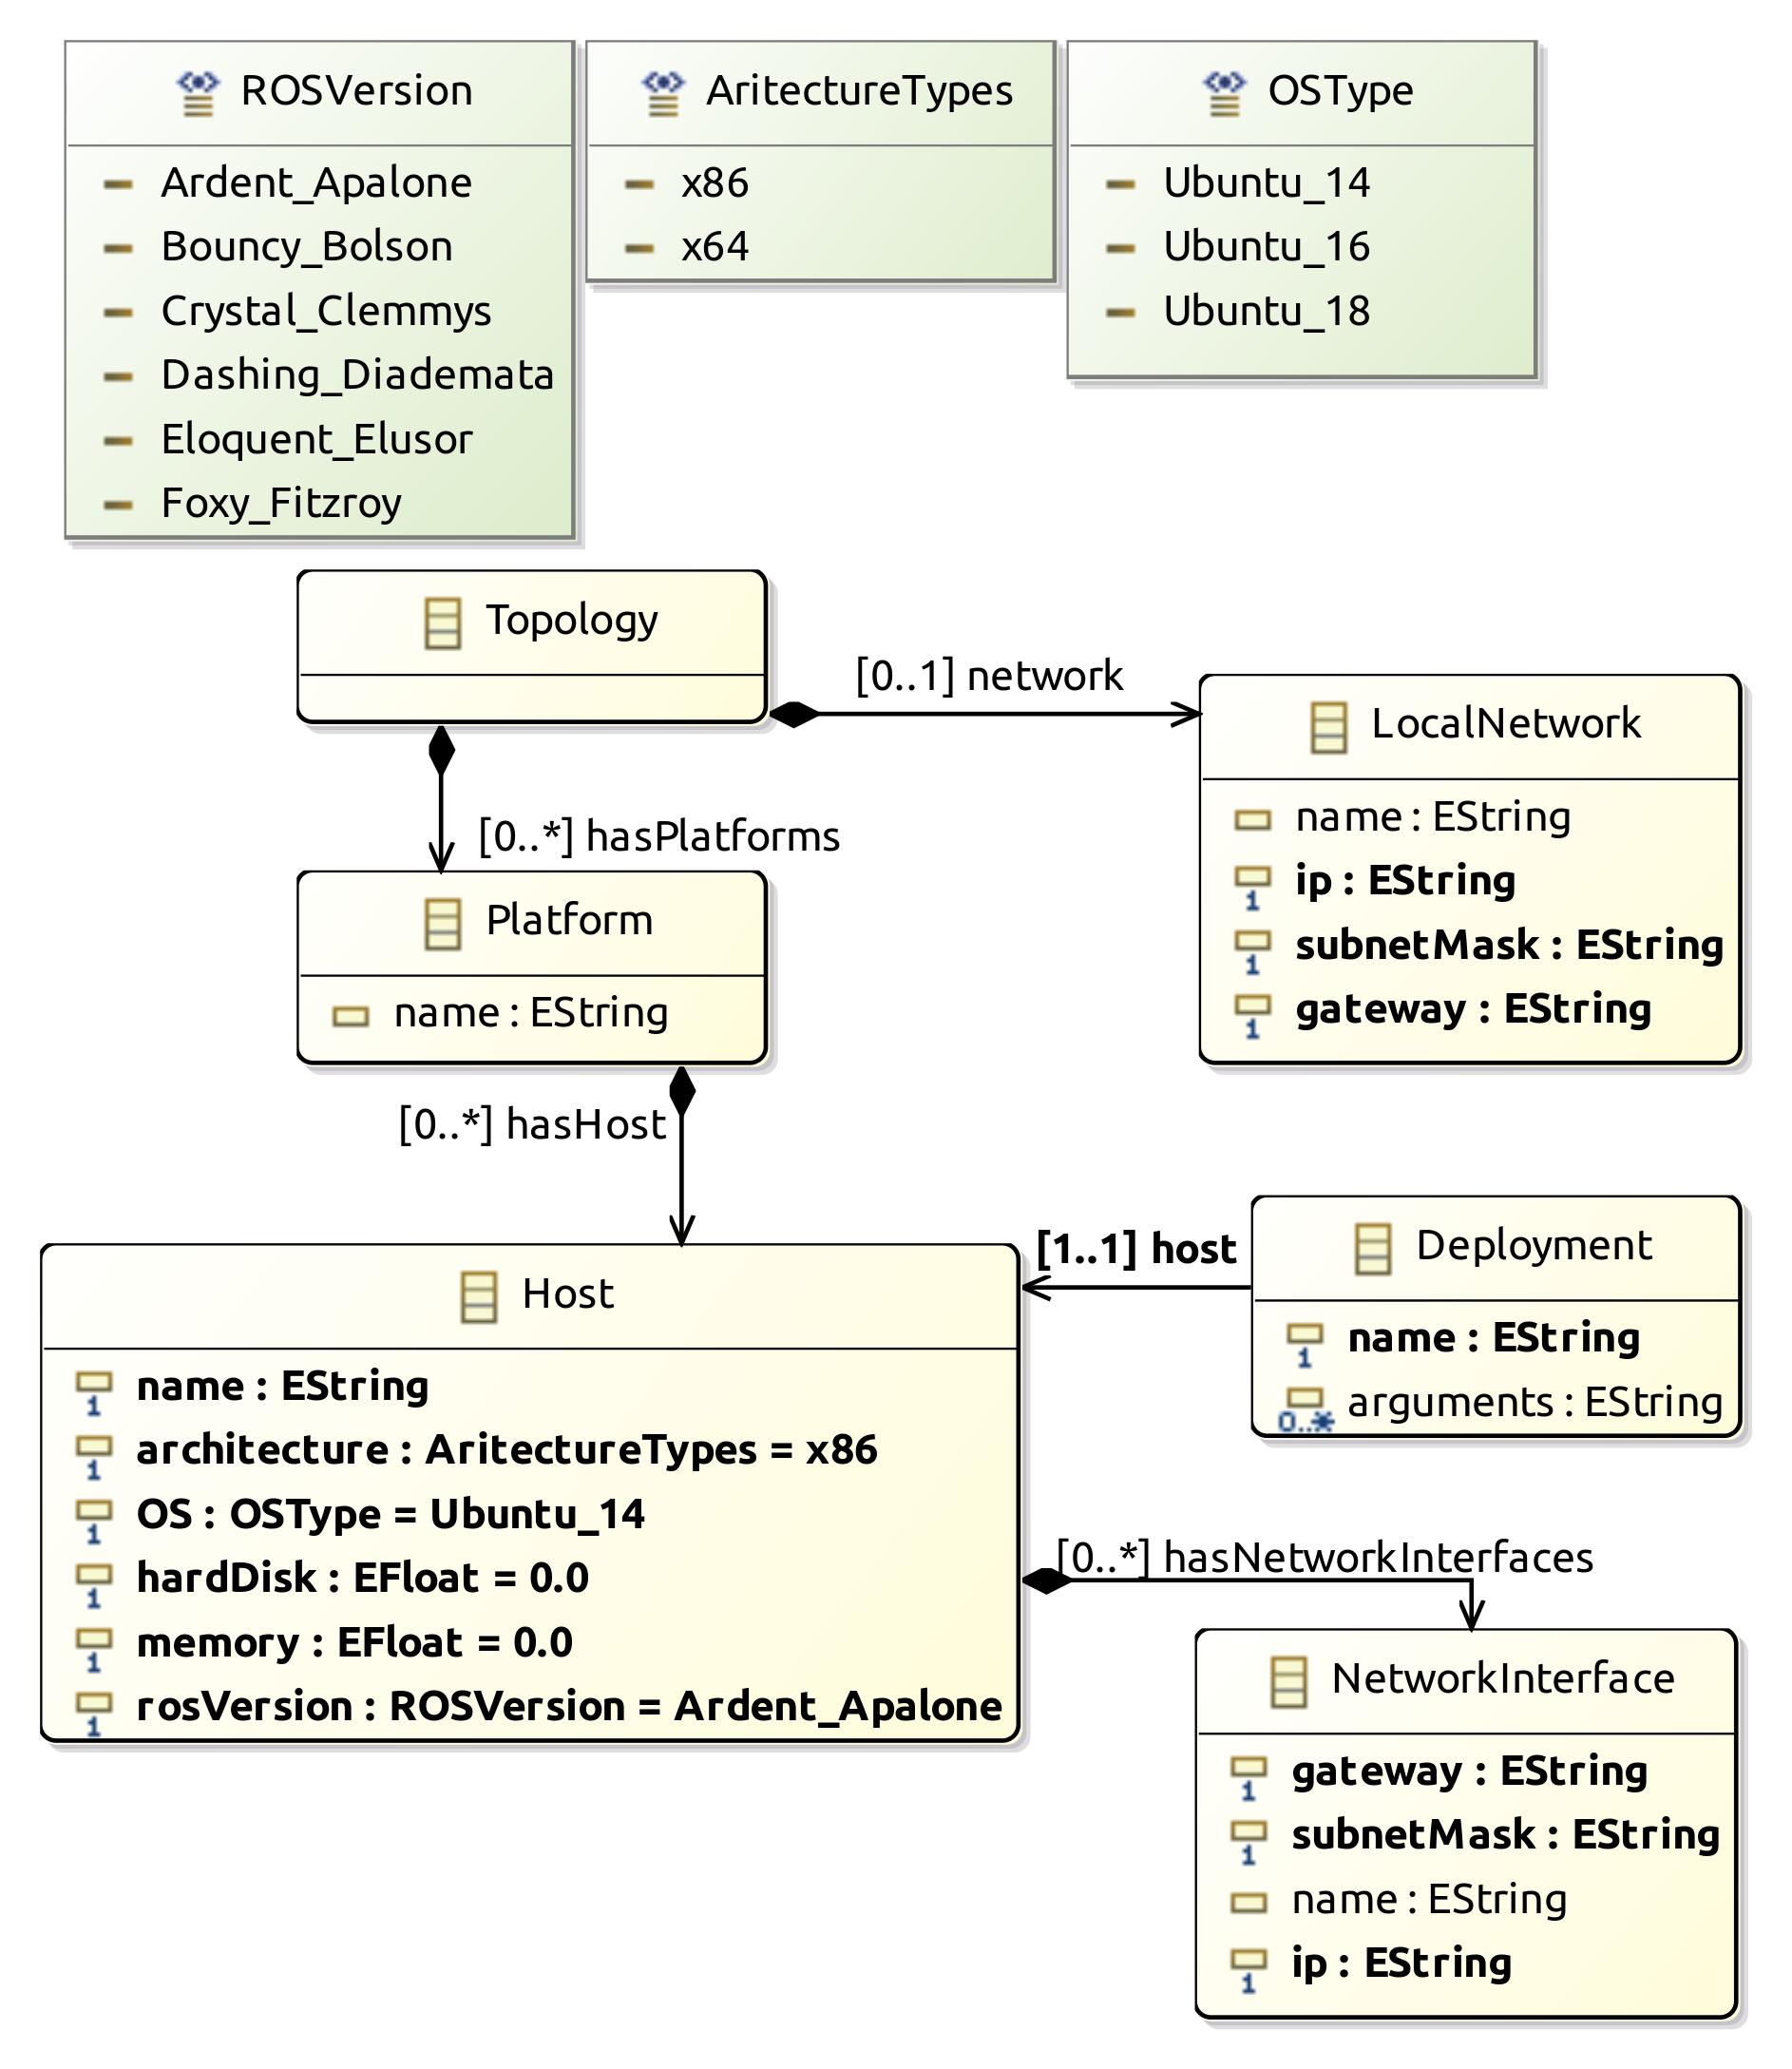 ROSVersion
Ardent_Apalone
Bouncy_Bolson
Crystal_Clemmys
Dashing_Diademata
Eloquent_Elusor
Foxy_Fitzroy
AritectureTypes
x86
x64
OSType
Ubuntu_14
Ubuntu_16
Ubuntu_18
Topology
[0..1] network
LocalNetwork
name : EString
1 ip : EString
1 subnetMask : EString
1 gateway : EString
[0..*] hasPlatforms
Platform
name : EString
[0..*] hasHost
Host
1 name : EString
1 architecture : AritectureTypes = x86
1 OS : OSType = Ubuntu_14
1 hardDisk : EFloat = 0.0
1 memory : EFloat = 0.0
1 rosVersion : ROSVersion = Ardent_Apalone
[1..1] host
Deployment
1 name : EString
0..* arguments : EString
[0..*] hasNetworkInterfaces
NetworkInterface
1 gateway : EString
1 subnetMask : EString
name : EString
1 ip : EString